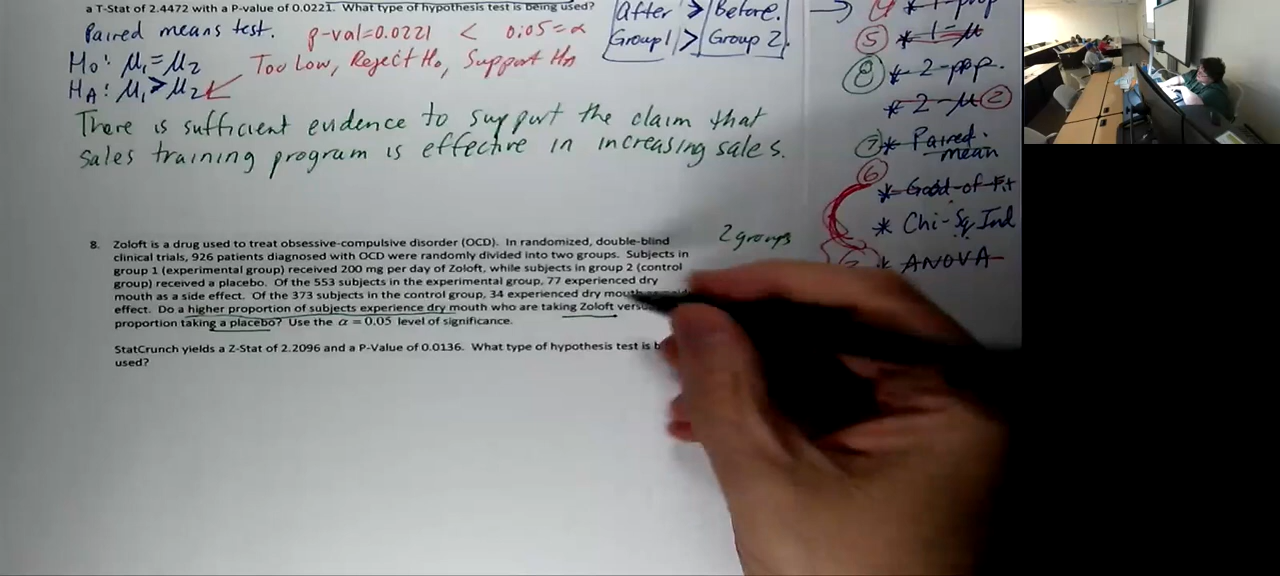 a T-Stat of 2.4472 with a P-value of 0.0221. What type of hypothesis test is being used?
Paired means test. p-val=0.0221 < 0.05=α
H₀: μ₁=μ₂ Too Low, Reject H₀, Support Hₐ
HA: μ₁>μ₂
There is sufficient evidence to support the claim that
sales training program is effective in increasing sales.
After > Before.
Group 1 > Group 2.
⑤ * 1-μ
⑧ * 2-prop.
* 2-μ ②
⑦ * Paired.
mean
⑥
* Good-of-Fit
* Chi-Sq Ind
* ANOVA
2 groups
8. Zoloft is a drug used to treat obsessive-compulsive disorder (OCD). In randomized, double-blind
clinical trials, 926 patients diagnosed with OCD were randomly divided into two groups. Subjects in
group 1 (experimental group) received 200 mg per day of Zoloft, while subjects in group 2 (control
group) received a placebo. Of the 553 subjects in the experimental group, 77 experienced dry
mouth as a side effect. Of the 373 subjects in the control group, 34 experienced dry mouth
effect. Do a higher proportion of subjects experience dry mouth who are taking Zoloft
proportion taking a placebo? Use the α = 0.05 level of significance.
StatCrunch yields a Z-Stat of 2.2096 and a P-Value of 0.0136. What type of hypothesis test is
used?